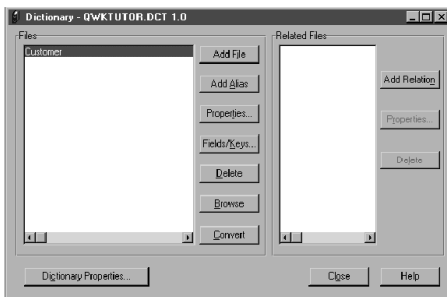 Dictionary - QWKTUTOR.DCT 1.0
Files
Related Files
Customer
Add File
Add Alias
Properties...
Fields/Keys...
Delete
Browse
Convert
Add Relation
Properties...
Delete
Dictionary Properties...
Close
Help